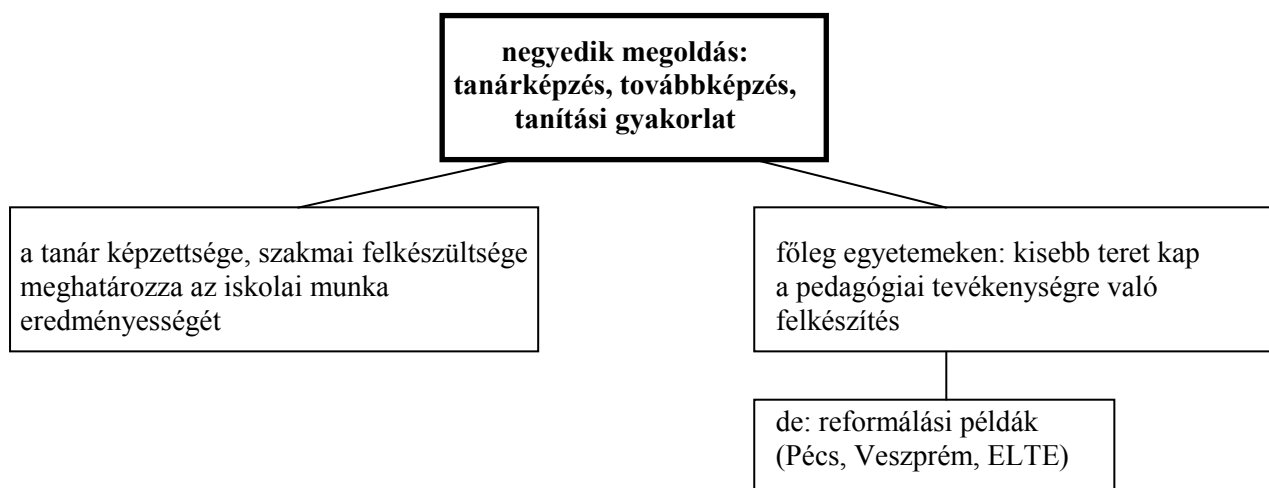 negyedik megoldás:
tanárképzés, továbbképzés,
tanítási gyakorlat
a tanár képzettsége, szakmai felkészültsége
meghatározza az iskolai munka
eredményességét
főleg egyetemeken: kisebb teret kap
a pedagógiai tevékenységre való
felkészítés
de: reformálási példák
(Pécs, Veszprém, ELTE)